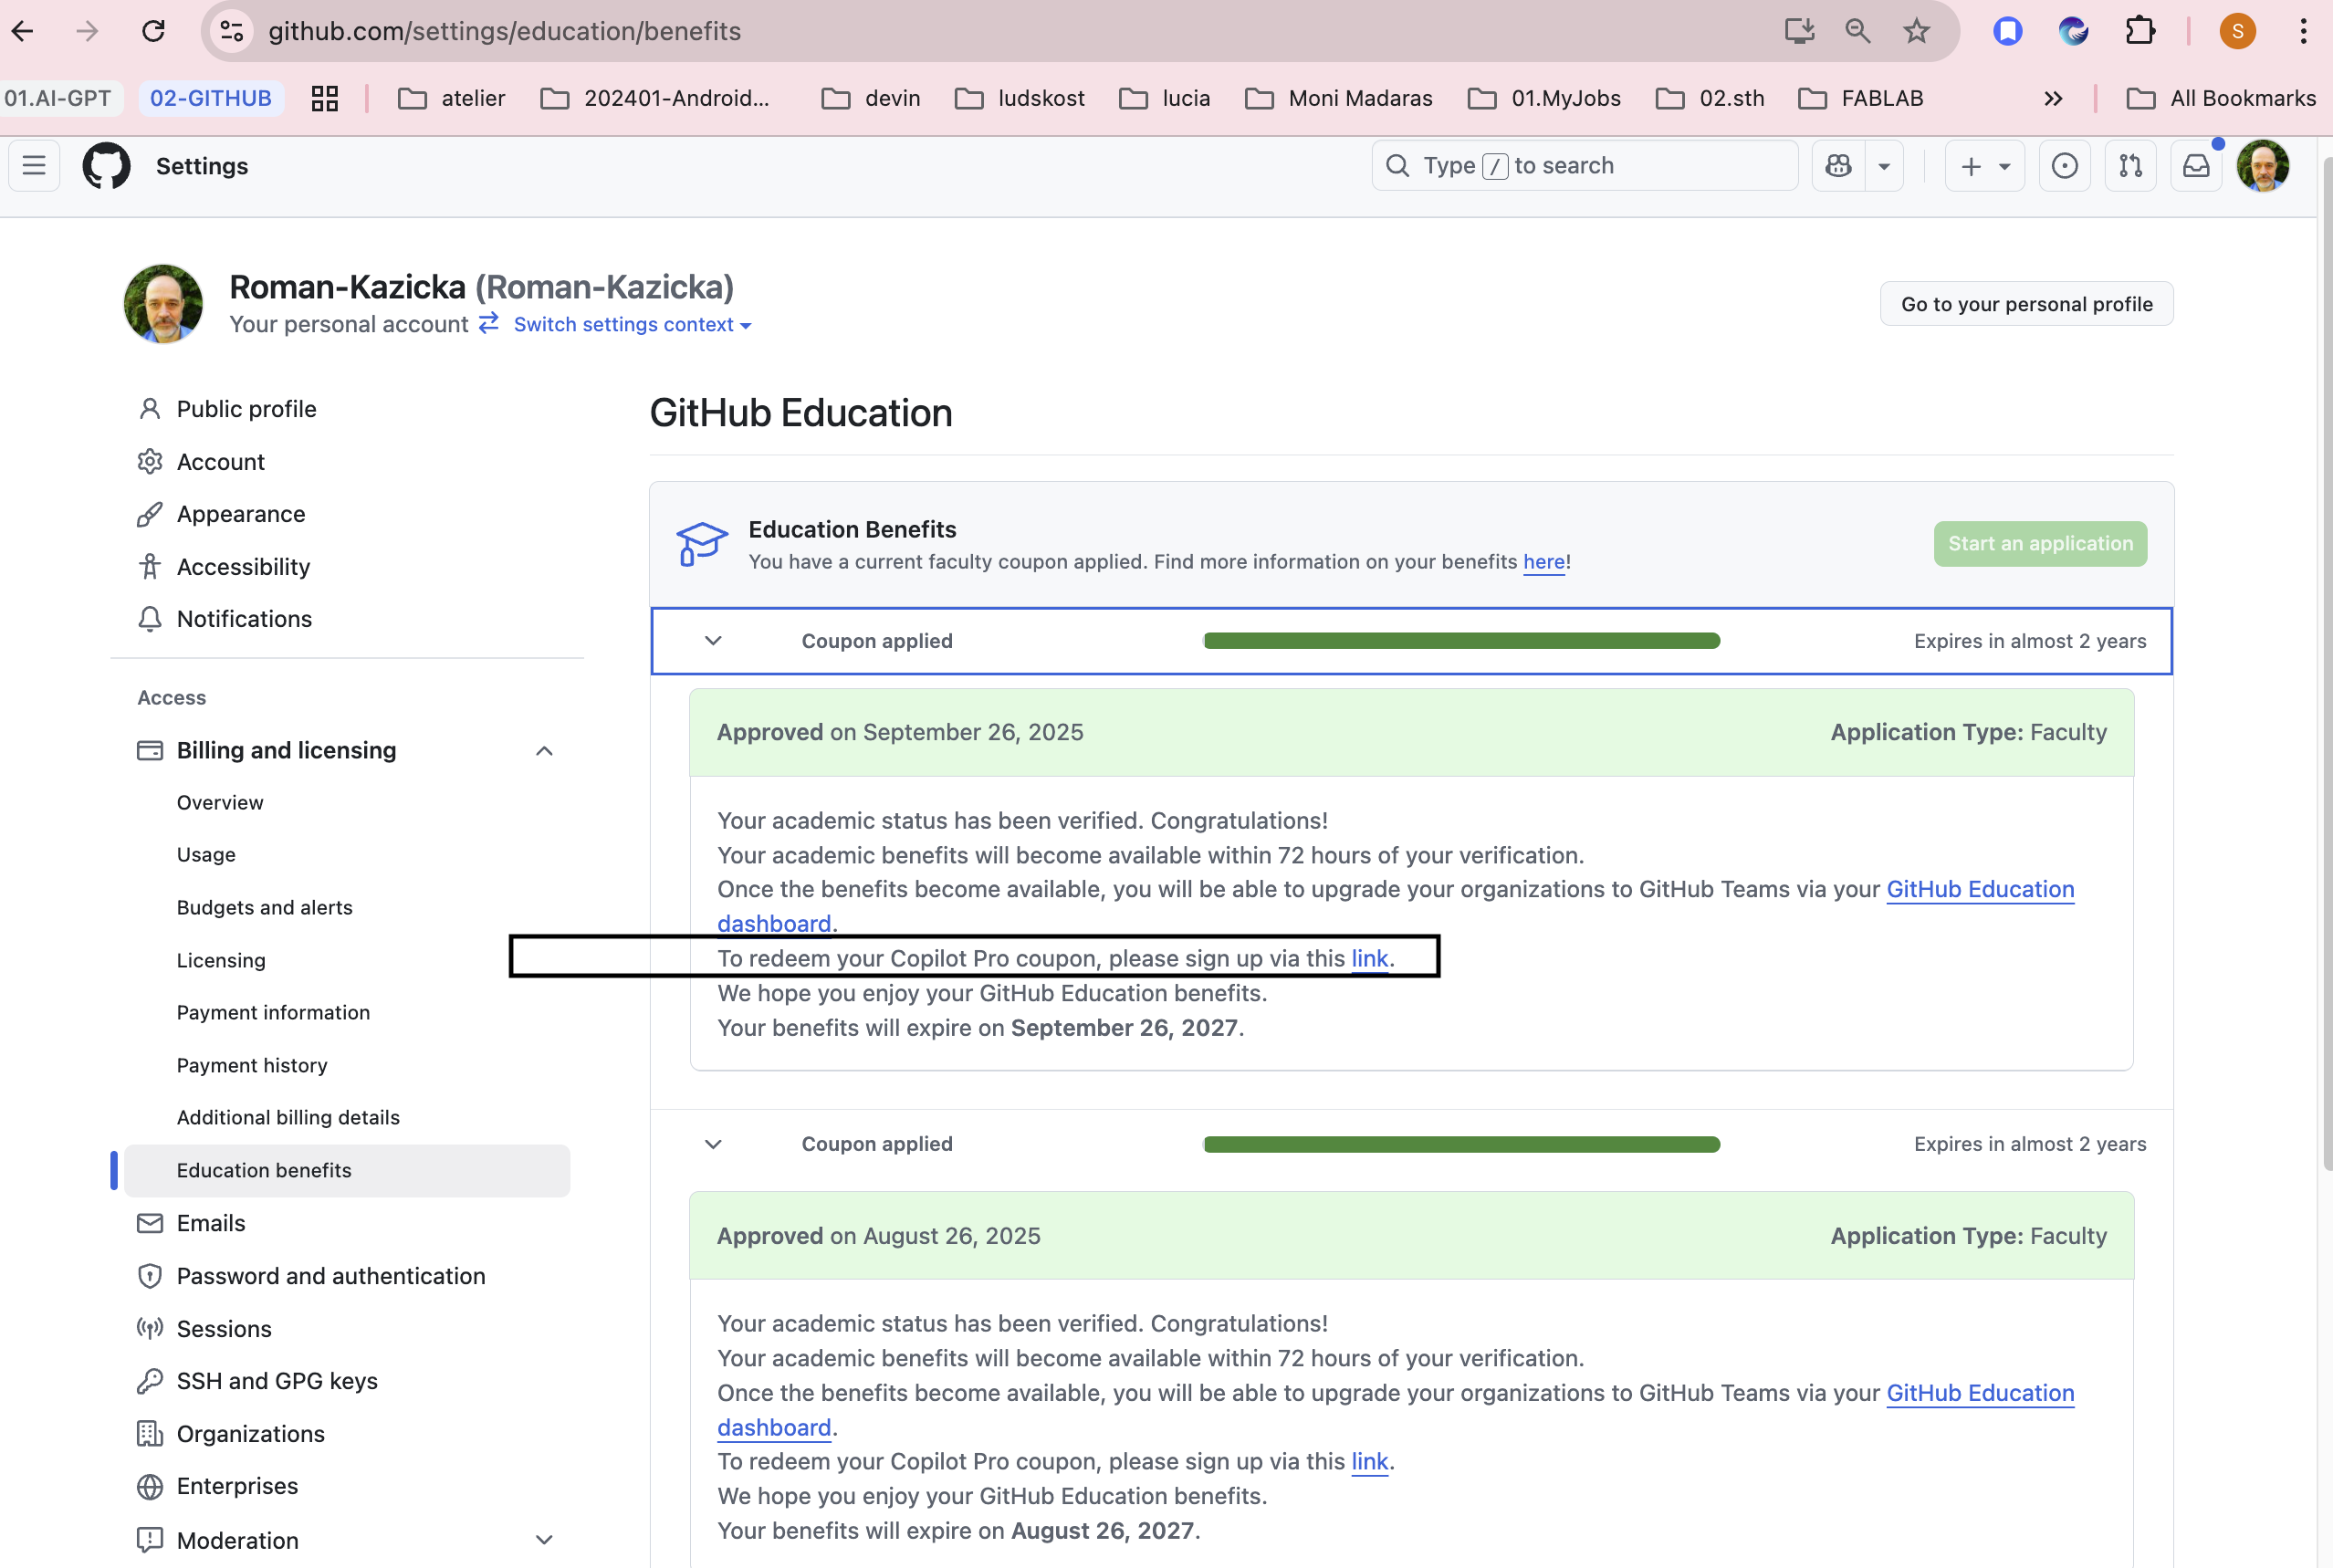 github.com/settings/education/benefits
S
01.AI-GPT
02-GITHUB
atelier
202401-Android...
devin
ludskost
lucia
Moni Madaras
01.MyJobs
02.sth
FABLAB
All Bookmarks
Settings
Type / to search
Roman-Kazicka (Roman-Kazicka)
Your personal account
Switch settings context
Go to your personal profile
Public profile
Account
Appearance
Accessibility
Notifications
Access
Billing and licensing
Overview
Usage
Budgets and alerts
Licensing
Payment information
Payment history
Additional billing details
Education benefits
Emails
Password and authentication
Sessions
SSH and GPG keys
Organizations
Enterprises
Moderation
GitHub Education
Education Benefits
You have a current faculty coupon applied. Find more information on your benefits here!
Start an application
Coupon applied
Expires in almost 2 years
Approved on September 26, 2025
Application Type: Faculty
Your academic status has been verified. Congratulations!
Your academic benefits will become available within 72 hours of your verification.
Once the benefits become available, you will be able to upgrade your organizations to GitHub Teams via your GitHub Education
dashboard.
To redeem your Copilot Pro coupon, please sign up via this link.
We hope you enjoy your GitHub Education benefits.
Your benefits will expire on September 26, 2027.
Coupon applied
Expires in almost 2 years
Approved on August 26, 2025
Application Type: Faculty
Your academic status has been verified. Congratulations!
Your academic benefits will become available within 72 hours of your verification.
Once the benefits become available, you will be able to upgrade your organizations to GitHub Teams via your GitHub Education
dashboard.
To redeem your Copilot Pro coupon, please sign up via this link.
We hope you enjoy your GitHub Education benefits.
Your benefits will expire on August 26, 2027.